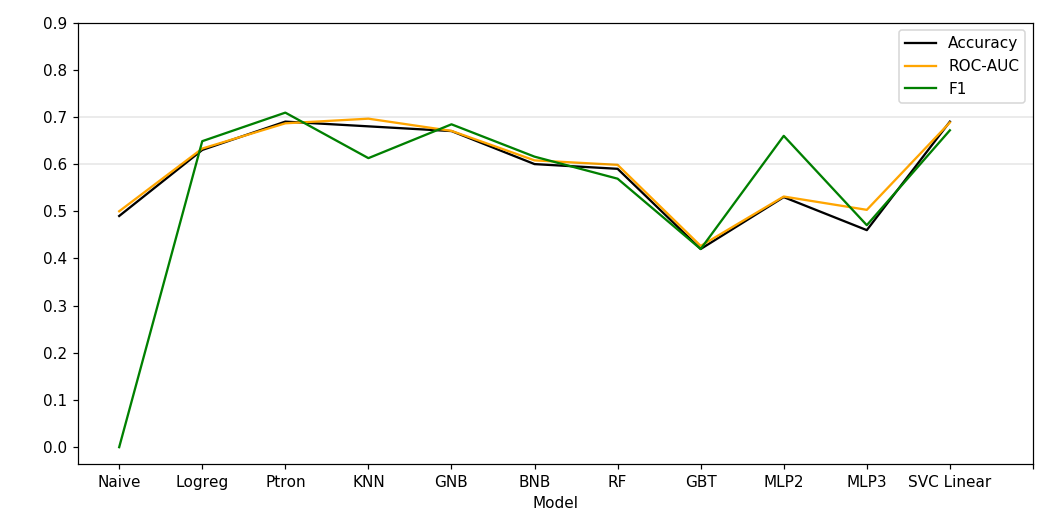 0.9
0.8
0.7
0.6
0.5
0.4
0.3
0.2
0.1
0.0
Accuracy
ROC-AUC
F1
Naive Logreg Ptron KNN GNB BNB RF GBT MLP2 MLP3 SVC Linear
Model